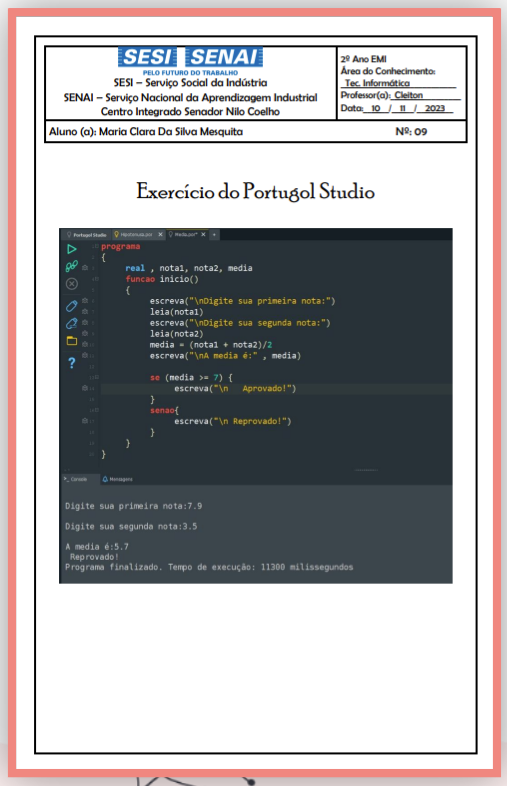 SESI SENAI
PELO FUTURO DO TRABALHO
SESI – Serviço Social da Indústria
SENAI – Serviço Nacional da Aprendizagem Industrial
Centro Integrado Senador Nilo Coelho
2º Ano EMI
Área do Conhecimento:
Tec. Informática
Professor(a): Cleiton
Data: 10 / 11 / 2023
Aluno (a): Maria Clara Da Silva Mesquita Nº: 09
Exercício do Portugol Studio
Portugol Studio Hipotenusa.por X Media.por* X +
programa
{
real , nota1, nota2, media
funcao inicio()
{
escreva("\nDigite sua primeira nota:")
leia(nota1)
escreva("\nDigite sua segunda nota:")
leia(nota2)
media = (nota1 + nota2)/2
escreva("\nA media é:" , media)
se (media >= 7) {
escreva("\n   Aprovado!")
}
senao{
escreva("\n Reprovado!")
}
}
}
Console Mensagens
Digite sua primeira nota:7.9
Digite sua segunda nota:3.5
A media é:5.7
Reprovado!
Programa finalizado. Tempo de execução: 11300 milissegundos